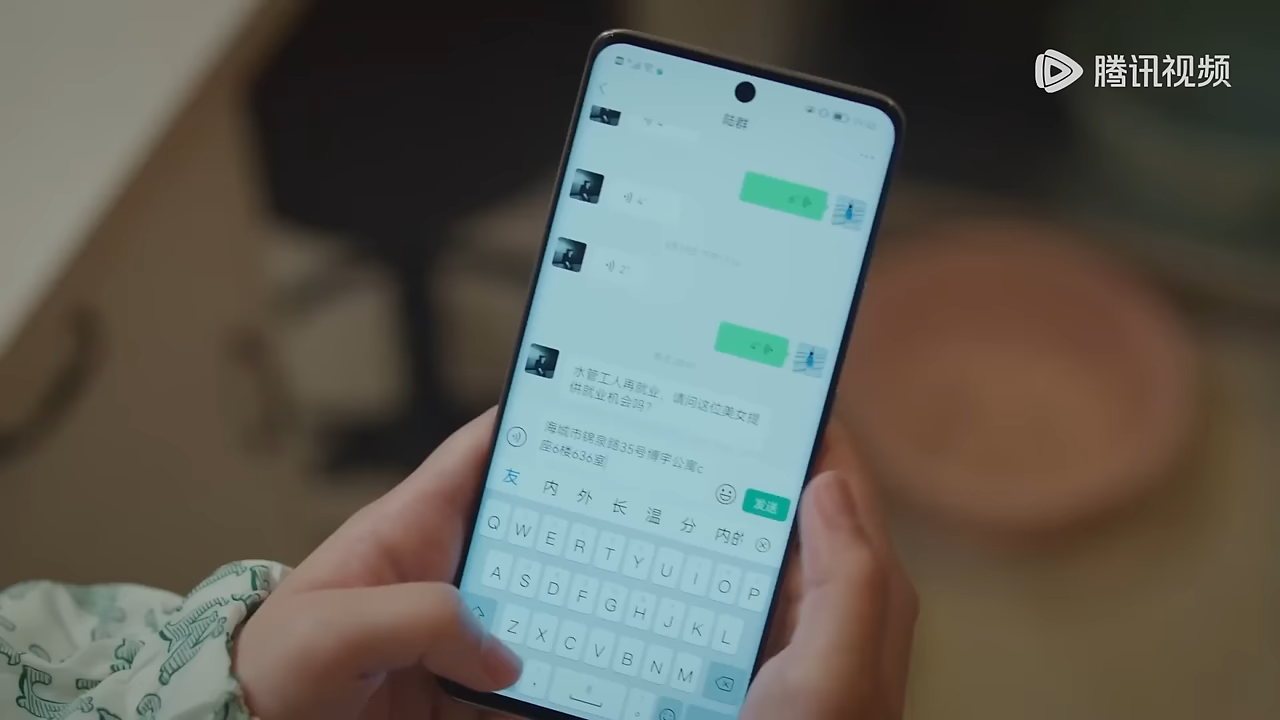 腾讯视频
陆群
4"
2"
水管工人再就业，请问这位美女提
供就业机会吗？
海城市锦泉路35号博宇公寓c
座6楼636室
发送
友 内 外 长 温 分 内的
Q W E R T Y U I O P
A S D F G H J K L
Z X C V B N M